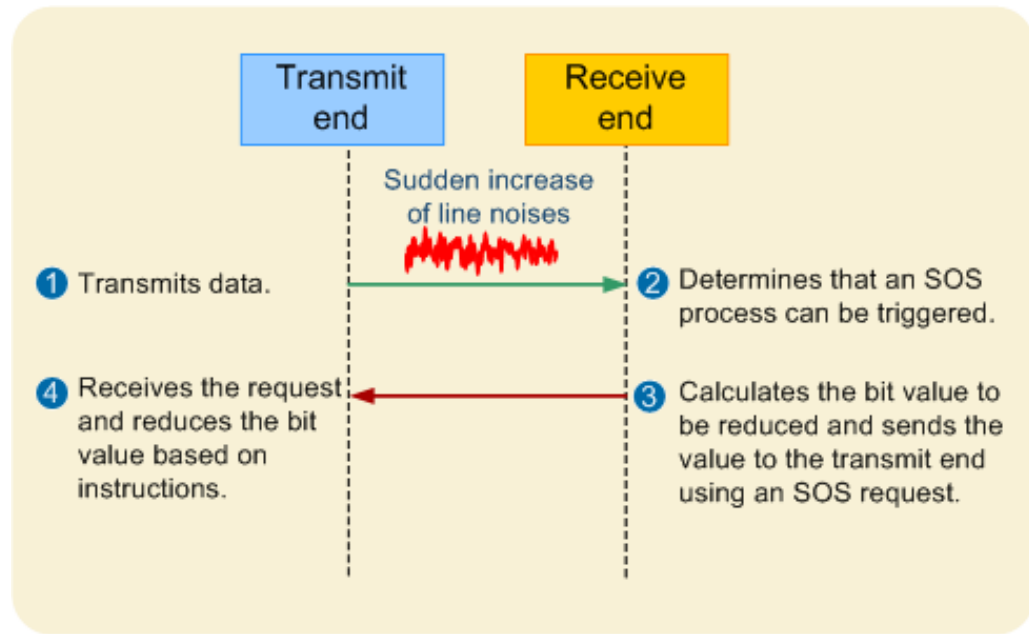 Transmit
end
Receive
end
Sudden increase
of line noises
1 Transmits data.
2 Determines that an SOS
process can be triggered.
4 Receives the request
and reduces the bit
value based on
instructions.
3 Calculates the bit value to
be reduced and sends the
value to the transmit end
using an SOS request.